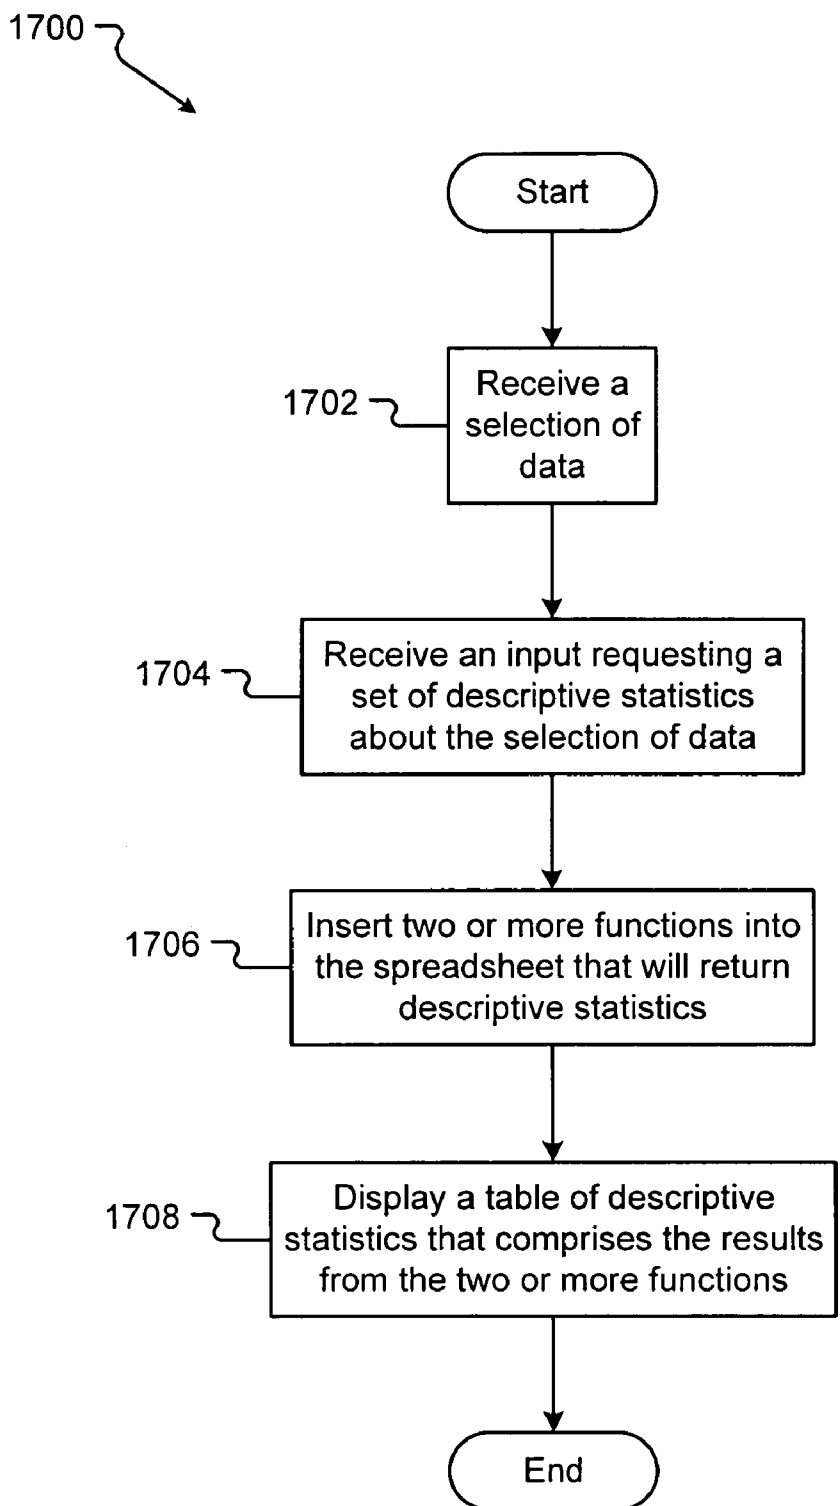 1700
Start
1702
Receive a
selection of
data
1704
Receive an input requesting a
set of descriptive statistics
about the selection of data
1706
Insert two or more functions into
the spreadsheet that will return
descriptive statistics
1708
Display a table of descriptive
statistics that comprises the results
from the two or more functions
End